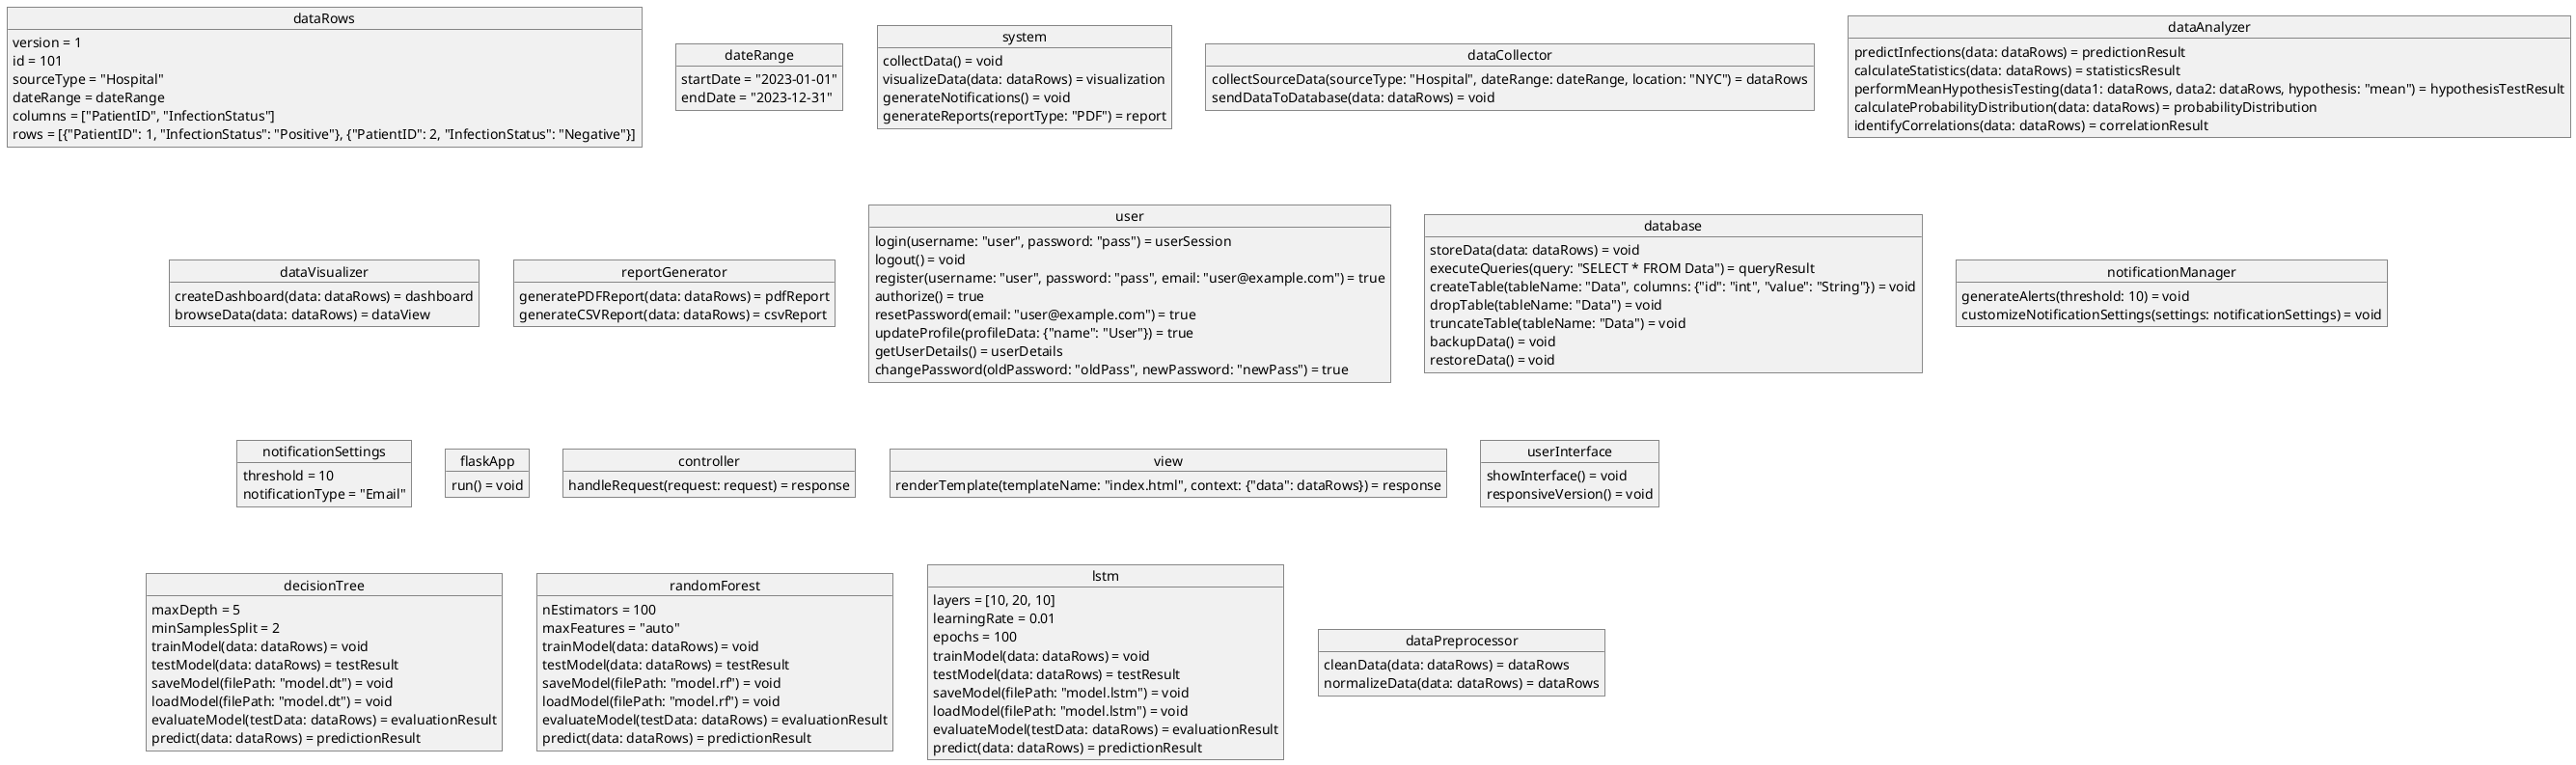 dataRows
version = 1
id = 101
sourceType = "Hospital"
dateRange = dateRange
columns = ["PatientID", "InfectionStatus"]
rows = [{"PatientID": 1, "InfectionStatus": "Positive"}, {"PatientID": 2, "InfectionStatus": "Negative"}]
dateRange
startDate = "2023-01-01"
endDate = "2023-12-31"
system
collectData() = void
visualizeData(data: dataRows) = visualization
generateNotifications() = void
generateReports(reportType: "PDF") = report
dataCollector
collectSourceData(sourceType: "Hospital", dateRange: dateRange, location: "NYC") = dataRows
sendDataToDatabase(data: dataRows) = void
dataAnalyzer
predictInfections(data: dataRows) = predictionResult
calculateStatistics(data: dataRows) = statisticsResult
performMeanHypothesisTesting(data1: dataRows, data2: dataRows, hypothesis: "mean") = hypothesisTestResult
calculateProbabilityDistribution(data: dataRows) = probabilityDistribution
identifyCorrelations(data: dataRows) = correlationResult
dataVisualizer
createDashboard(data: dataRows) = dashboard
browseData(data: dataRows) = dataView
reportGenerator
generatePDFReport(data: dataRows) = pdfReport
generateCSVReport(data: dataRows) = csvReport
user
login(username: "user", password: "pass") = userSession
logout() = void
register(username: "user", password: "pass", email: "user@example.com") = true
authorize() = true
resetPassword(email: "user@example.com") = true
updateProfile(profileData: {"name": "User"}) = true
getUserDetails() = userDetails
changePassword(oldPassword: "oldPass", newPassword: "newPass") = true
database
storeData(data: dataRows) = void
executeQueries(query: "SELECT * FROM Data") = queryResult
createTable(tableName: "Data", columns: {"id": "int", "value": "String"}) = void
dropTable(tableName: "Data") = void
truncateTable(tableName: "Data") = void
backupData() = void
restoreData() = void
notificationManager
generateAlerts(threshold: 10) = void
customizeNotificationSettings(settings: notificationSettings) = void
notificationSettings
threshold = 10
notificationType = "Email"
flaskApp
run() = void
controller
handleRequest(request: request) = response
view
renderTemplate(templateName: "index.html", context: {"data": dataRows}) = response
userInterface
showInterface() = void
responsiveVersion() = void
decisionTree
maxDepth = 5
minSamplesSplit = 2
trainModel(data: dataRows) = void
testModel(data: dataRows) = testResult
saveModel(filePath: "model.dt") = void
loadModel(filePath: "model.dt") = void
evaluateModel(testData: dataRows) = evaluationResult
predict(data: dataRows) = predictionResult
randomForest
nEstimators = 100
maxFeatures = "auto"
trainModel(data: dataRows) = void
testModel(data: dataRows) = testResult
saveModel(filePath: "model.rf") = void
loadModel(filePath: "model.rf") = void
evaluateModel(testData: dataRows) = evaluationResult
predict(data: dataRows) = predictionResult
lstm
layers = [10, 20, 10]
learningRate = 0.01
epochs = 100
trainModel(data: dataRows) = void
testModel(data: dataRows) = testResult
saveModel(filePath: "model.lstm") = void
loadModel(filePath: "model.lstm") = void
evaluateModel(testData: dataRows) = evaluationResult
predict(data: dataRows) = predictionResult
dataPreprocessor
cleanData(data: dataRows) = dataRows
normalizeData(data: dataRows) = dataRows